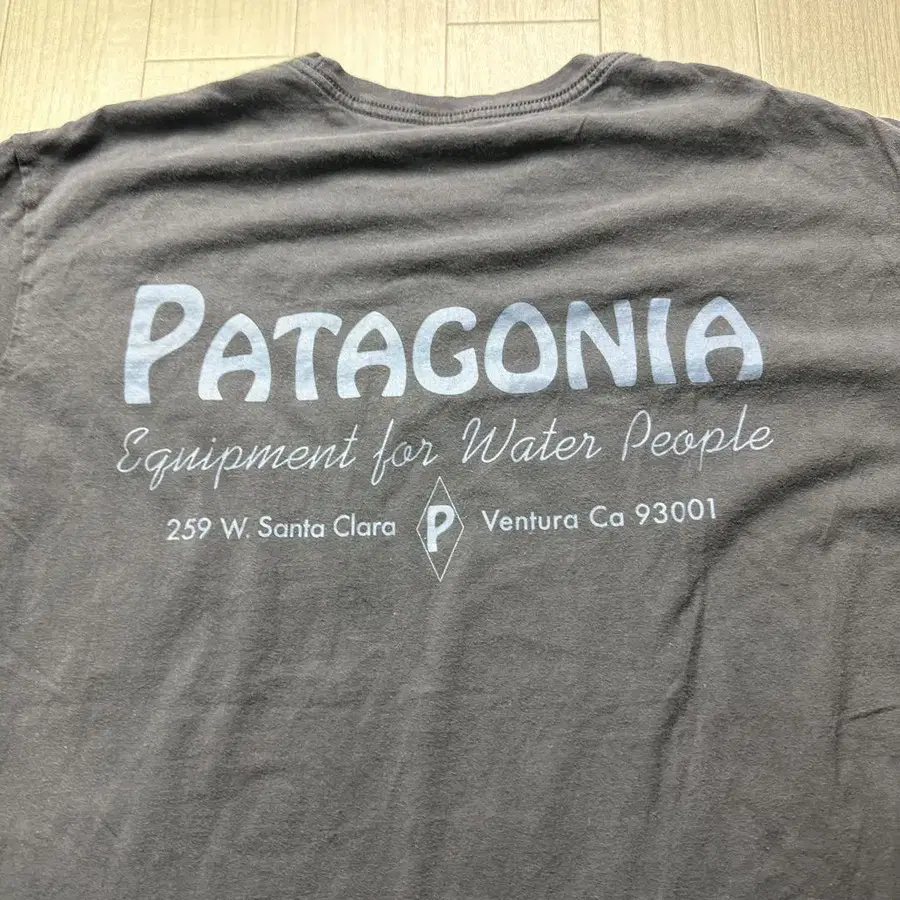 PATAGONIA
Equipment for Water People
259 W. Santa Clara P Ventura Ca 93001